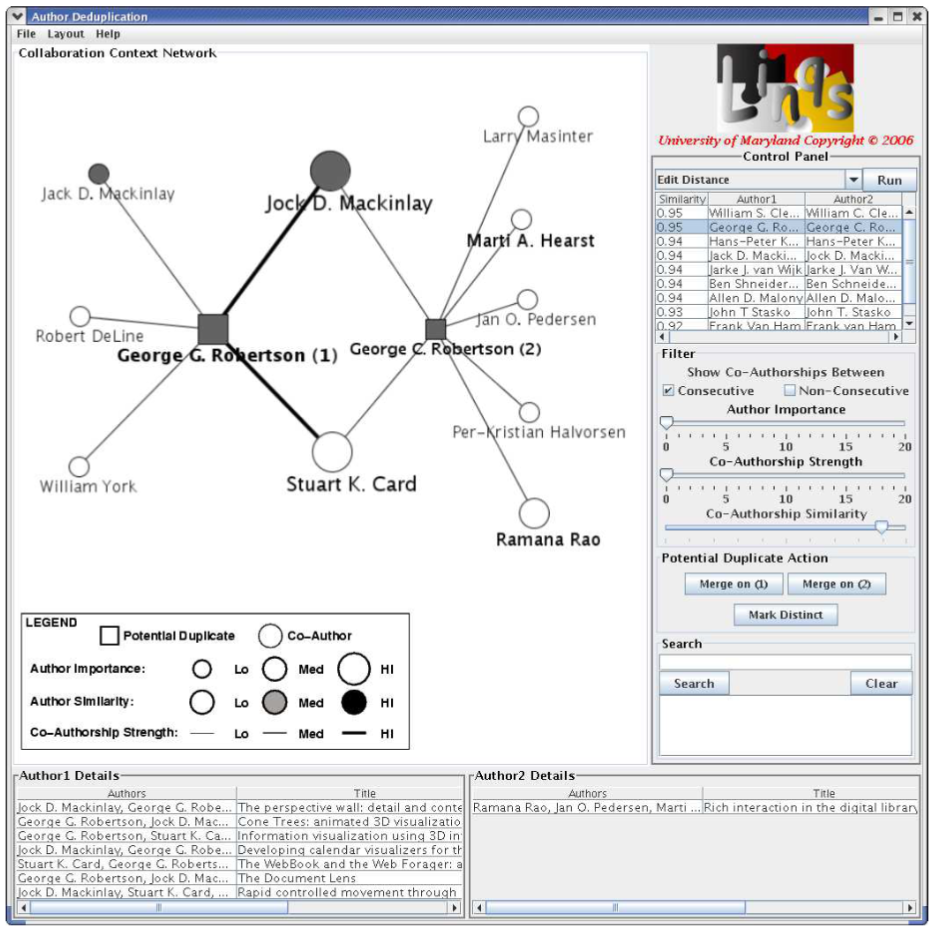 Author Deduplication
File Layout Help
Collaboration Context Network
Larry Masinter
Jack D. Mackinlay
Jock D. Mackinlay
Marti A. Hearst
Jan O. Pedersen
Robert DeLine
George G. Robertson (1)
George C. Robertson (2)
Per-Kristian Halvorsen
William York
Stuart K. Card
Ramana Rao
LEGEND
Potential Duplicate Co-Author
Author Importance: Lo Med HI
Author Similarity: Lo Med HI
Co-Authorship Strength: Lo Med HI
Linqs
University of Maryland Copyright © 2006
Control Panel
Edit Distance Run
Similarity Author1 Author2
0.95 William S. Cle... William C. Cle...
0.95 George G. Ro... George C. Ro...
0.94 Hans-Peter K... Hans-Peter K...
0.94 Jack D. Macki... Jock D. Macki...
0.94 Jarke J. van Wijk Jarke J. Van W...
0.94 Ben Shneider... Ben Schneide...
0.94 Allen D. Malony Allen D. Malo...
0.93 John T Stasko John T. Stasko
0.92 Frank Van Ham Frank van Ham
Filter
Show Co-Authorships Between
Consecutive Non-Consecutive
Author Importance
0 5 10 15 20
Co-Authorship Strength
0 5 10 15 20
Co-Authorship Similarity
Potential Duplicate Action
Merge on (1) Merge on (2)
Mark Distinct
Search
Search Clear
Author1 Details
Authors Title
Jock D. Mackinlay, George G. Robe... The perspective wall: detail and conte
George G. Robertson, Jock D. Mac... Cone Trees: animated 3D visualizatio
George G. Robertson, Stuart K. Ca... Information visualization using 3D in
Jock D. Mackinlay, George G. Robe... Developing calendar visualizers for th
Stuart K. Card, George G. Roberts... The WebBook and the Web Forager: a
George G. Robertson, Jock D. Mac... The Document Lens
Jock D. Mackinlay, Stuart K. Card, ... Rapid controlled movement through
Author2 Details
Authors Title
Ramana Rao, Jan O. Pedersen, Marti ... Rich interaction in the digital library